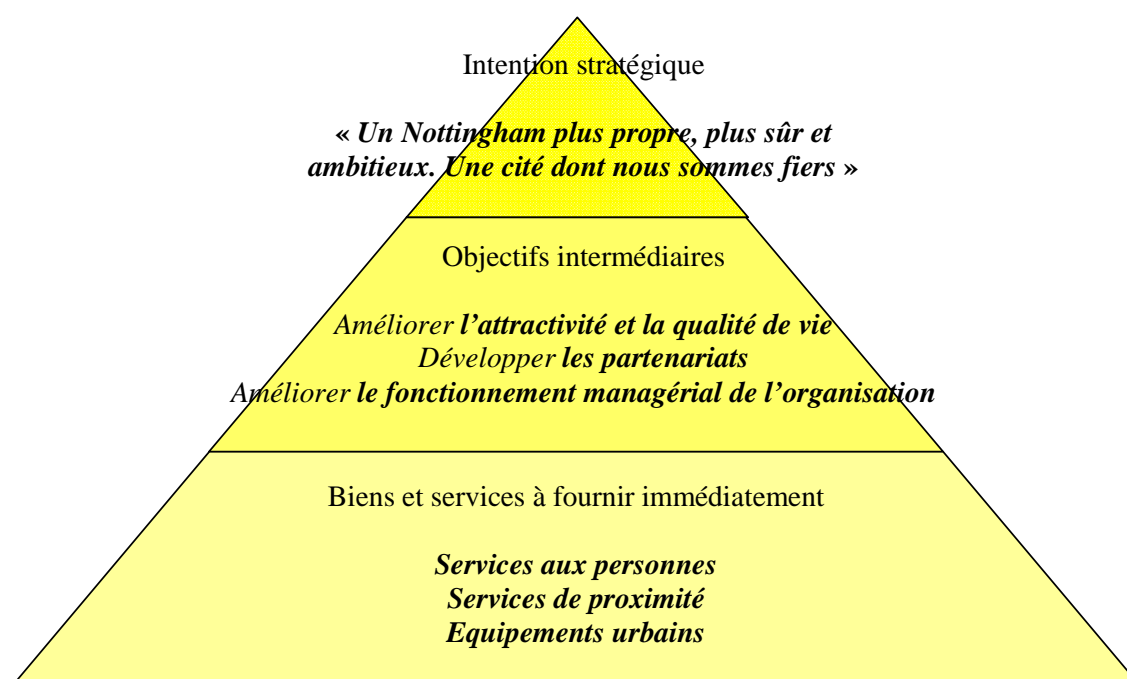 Intention stratégique
« Un Nottingham plus propre, plus sûr et
ambitieux. Une cité dont nous sommes fiers »
Objectifs intermédiaires
Améliorer l’attractivité et la qualité de vie
Développer les partenariats
Améliorer le fonctionnement managérial de l’organisation
Biens et services à fournir immédiatement
Services aux personnes
Services de proximité
Equipements urbains